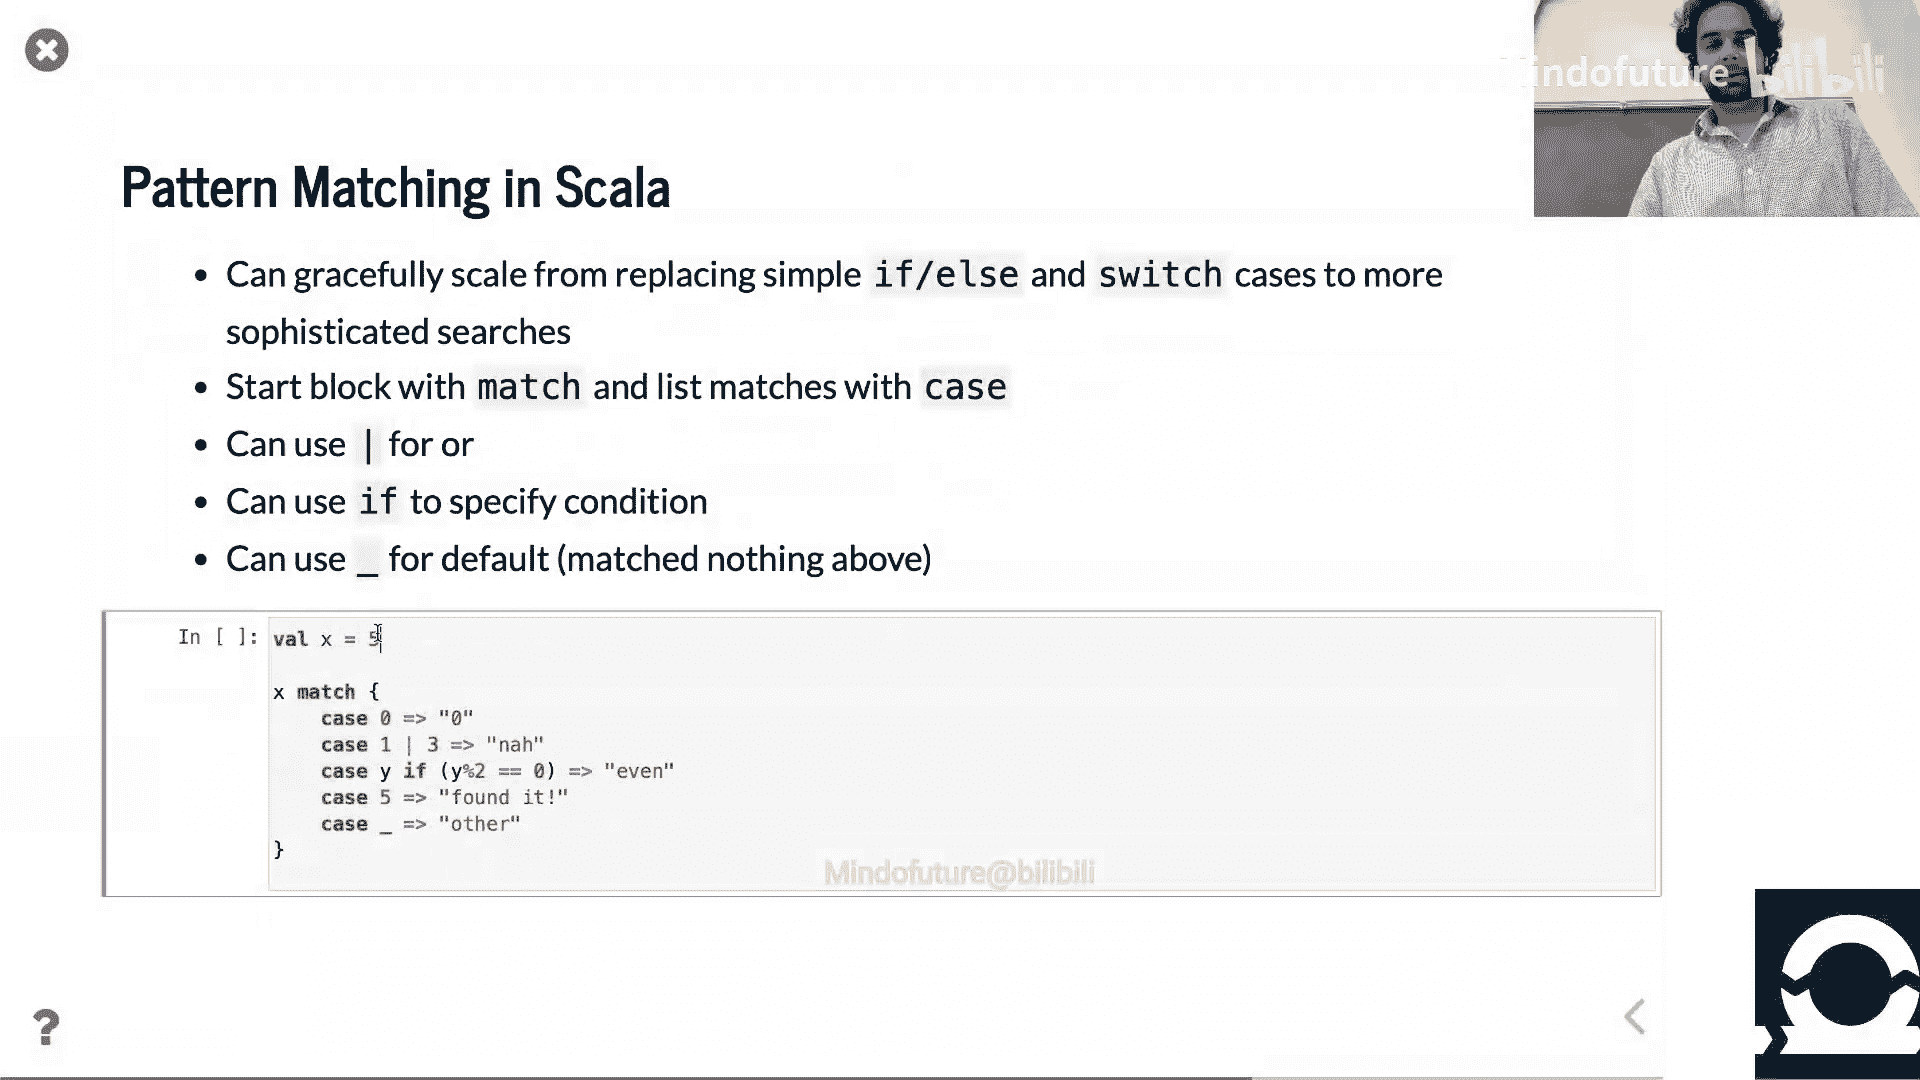 indofuture bilibili
Pattern Matching in Scala
• Can gracefully scale from replacing simple if/else and switch cases to more
sophisticated searches
• Start block with match and list matches with case
• Can use | for or
• Can use if to specify condition
• Can use _ for default (matched nothing above)
In [ ]: val x = 5
x match {
    case 0 => "0"
    case 1 | 3 => "nah"
    case y if (y%2 == 0) => "even"
    case 5 => "found it!"
    case _ => "other"
}
Mindofuture@bilibili
?